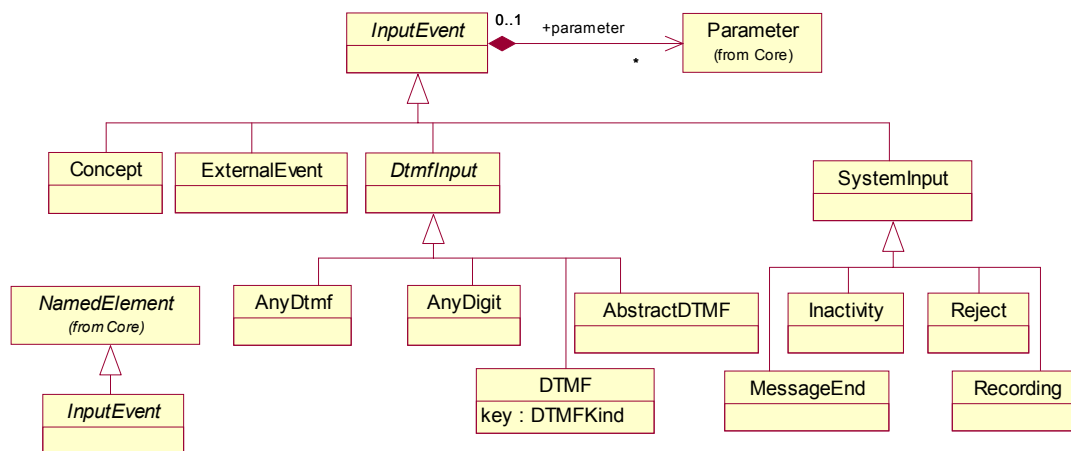 InputEvent
0..1
+parameter
*
Parameter
(from Core)
Concept
ExternalEvent
DtmfInput
SystemInput
AnyDtmf
AnyDigit
AbstractDTMF
Inactivity
Reject
NamedElement
(from Core)
DTMF
key : DTMFKind
MessageEnd
Recording
InputEvent